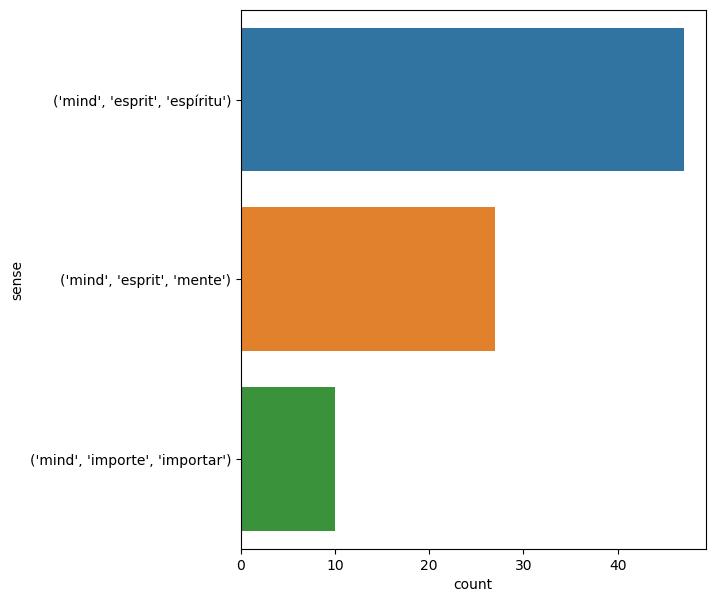 ('mind', 'esprit', 'espíritu')
('mind', 'esprit', 'mente')
('mind', 'importe', 'importar')
sense
0 10 20 30 40
count